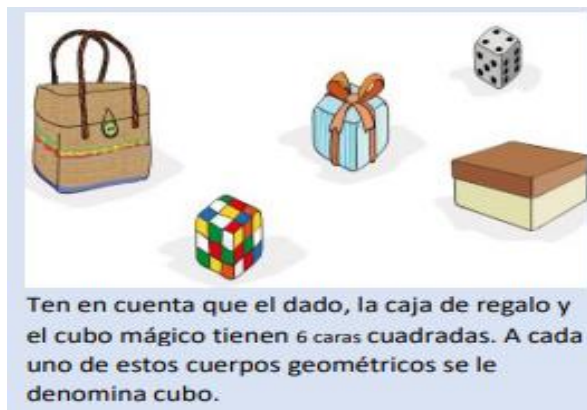 Ten en cuenta que el dado, la caja de regalo y
el cubo mágico tienen 6 caras cuadradas. A cada
uno de estos cuerpos geométricos se le
denomina cubo.